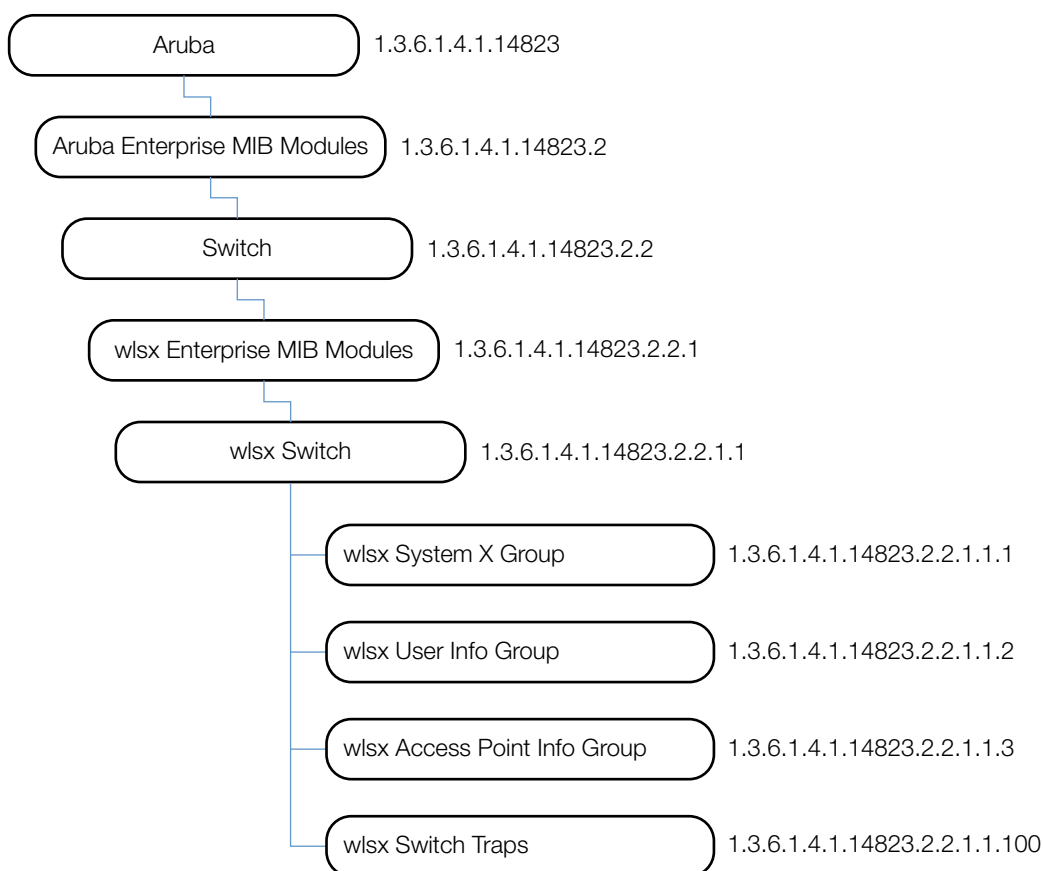 Aruba 1.3.6.1.4.1.14823
Aruba Enterprise MIB Modules 1.3.6.1.4.1.14823.2
Switch 1.3.6.1.4.1.14823.2.2
wlsx Enterprise MIB Modules 1.3.6.1.4.1.14823.2.2.1
wlsx Switch 1.3.6.1.4.1.14823.2.2.1.1
wlsx System X Group 1.3.6.1.4.1.14823.2.2.1.1.1
wlsx User Info Group 1.3.6.1.4.1.14823.2.2.1.1.2
wlsx Access Point Info Group 1.3.6.1.4.1.14823.2.2.1.1.3
wlsx Switch Traps 1.3.6.1.4.1.14823.2.2.1.1.100